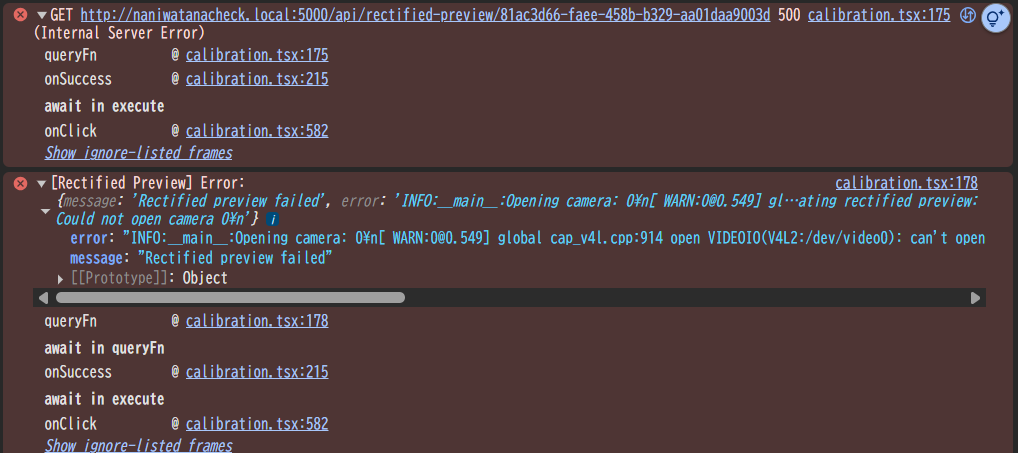 GET http://naniwatanacheck.local:5000/api/rectified-preview/81ac3d66-faee-458b-b329-aa01daa9003d 500 calibration.tsx:175
(Internal Server Error)
queryFn @ calibration.tsx:175
onSuccess @ calibration.tsx:215
await in execute
onClick @ calibration.tsx:582
Show ignore-listed frames
[Rectified Preview] Error: calibration.tsx:178
{message: 'Rectified preview failed', error: 'INFO:__main__:Opening camera: 0¥n[ WARN:0@0.549] gl…ating rectified preview:
Could not open camera 0¥n'}
error: "INFO:__main__:Opening camera: 0¥n[ WARN:0@0.549] global cap_v4l.cpp:914 open VIDEOIO(V4L2:/dev/video0): can't open
message: "Rectified preview failed"
[[Prototype]]: Object
queryFn @ calibration.tsx:178
await in queryFn
onSuccess @ calibration.tsx:215
await in execute
onClick @ calibration.tsx:582
Show ignore-listed frames